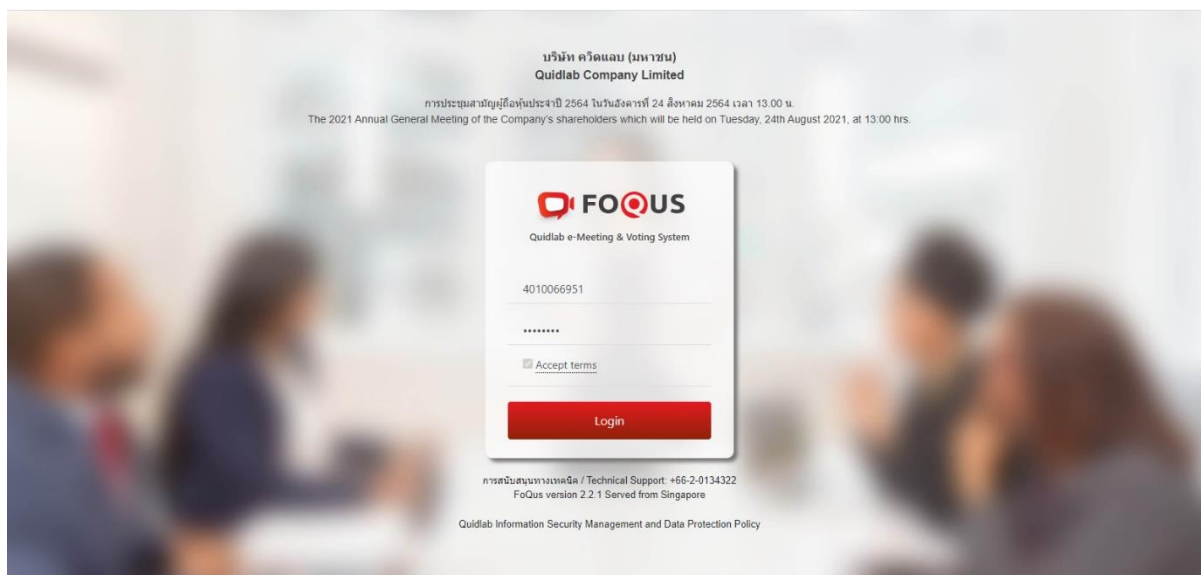 บริษัท ควิดแลบ (มหาชน)
Quidlab Company Limited
การประชุมสามัญผู้ถือหุ้นประจำปี 2564 ในวันอังคารที่ 24 สิงหาคม 2564 เวลา 13.00 น.
The 2021 Annual General Meeting of the Company's shareholders which will be held on Tuesday, 24th August 2021, at 13:00 hrs.
FOQUS
Quidlab e-Meeting & Voting System
4010066951
••••••••
Accept terms
Login
การสนับสนุนทางเทคนิค / Technical Support: +66-2-0134322
FoQus version 2.2.1 Served from Singapore
Quidlab Information Security Management and Data Protection Policy